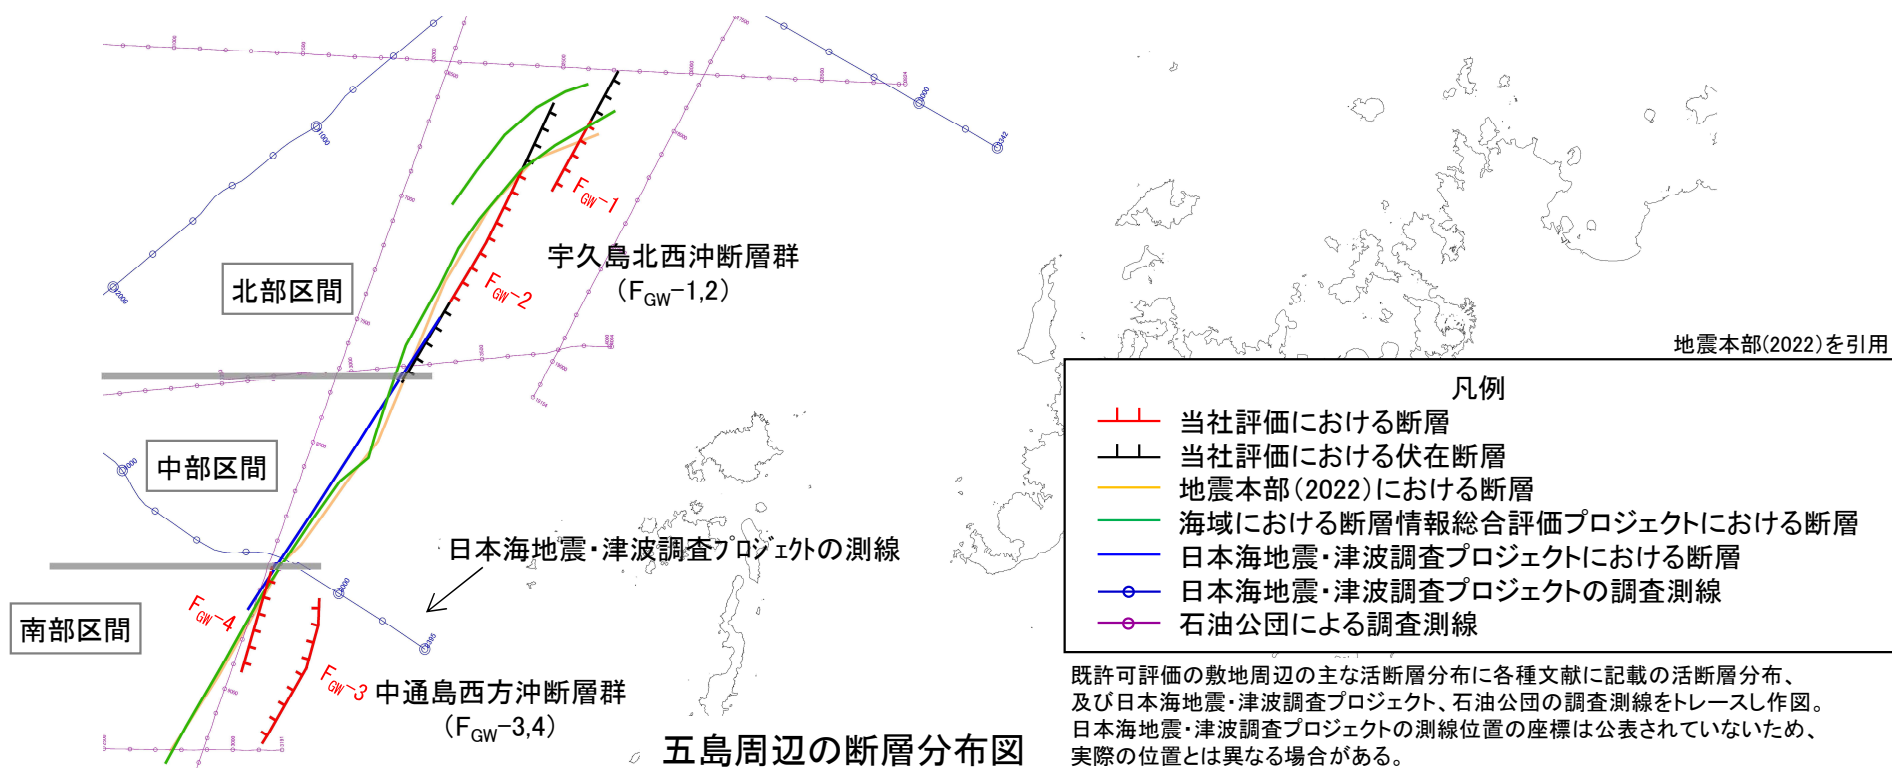 F_GW-1
宇久島北西沖断層群
(F_GW-1,2)
北部区間
F_GW-2
地震本部(2022)を引用
凡例
当社評価における断層
当社評価における伏在断層
地震本部(2022)における断層
海域における断層情報総合評価プロジェクトにおける断層
日本海地震・津波調査プロジェクトにおける断層
日本海地震・津波調査プロジェクトの調査測線
石油公団による調査測線
中部区間
日本海地震・津波調査プロジェクトの測線
南部区間
F_GW-4
F_GW-3
中通島西方沖断層群
(F_GW-3,4)
五島周辺の断層分布図
既許可評価の敷地周辺の主な活断層分布に各種文献に記載の活断層分布、
及び日本海地震・津波調査プロジェクト、石油公団の調査測線をトレースし作図。
日本海地震・津波調査プロジェクトの測線位置の座標は公表されていないため、
実際の位置とは異なる場合がある。